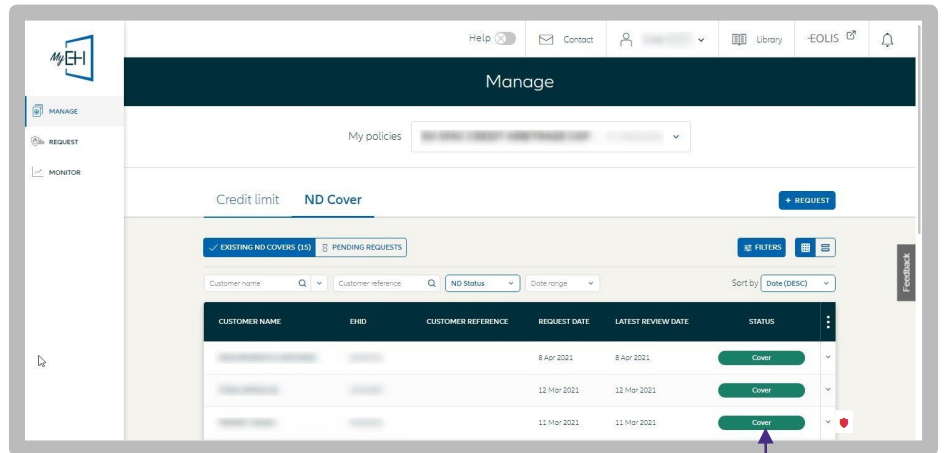 Help Contact Library EOLIS
MyEH
Manage
MANAGE
REQUEST
MONITOR
My policies
Credit limit ND Cover
+ REQUEST
EXISTING ND COVERS (15) PENDING REQUESTS
FILTERS
Customer name Customer reference ND Status Date range Sort by Date (DESC)
Feedback
CUSTOMER NAME EHID CUSTOMER REFERENCE REQUEST DATE LATEST REVIEW DATE STATUS
8 Apr 2021 8 Apr 2021 Cover
12 Mar 2021 12 Mar 2021 Cover
11 Mar 2021 11 Mar 2021 Cover